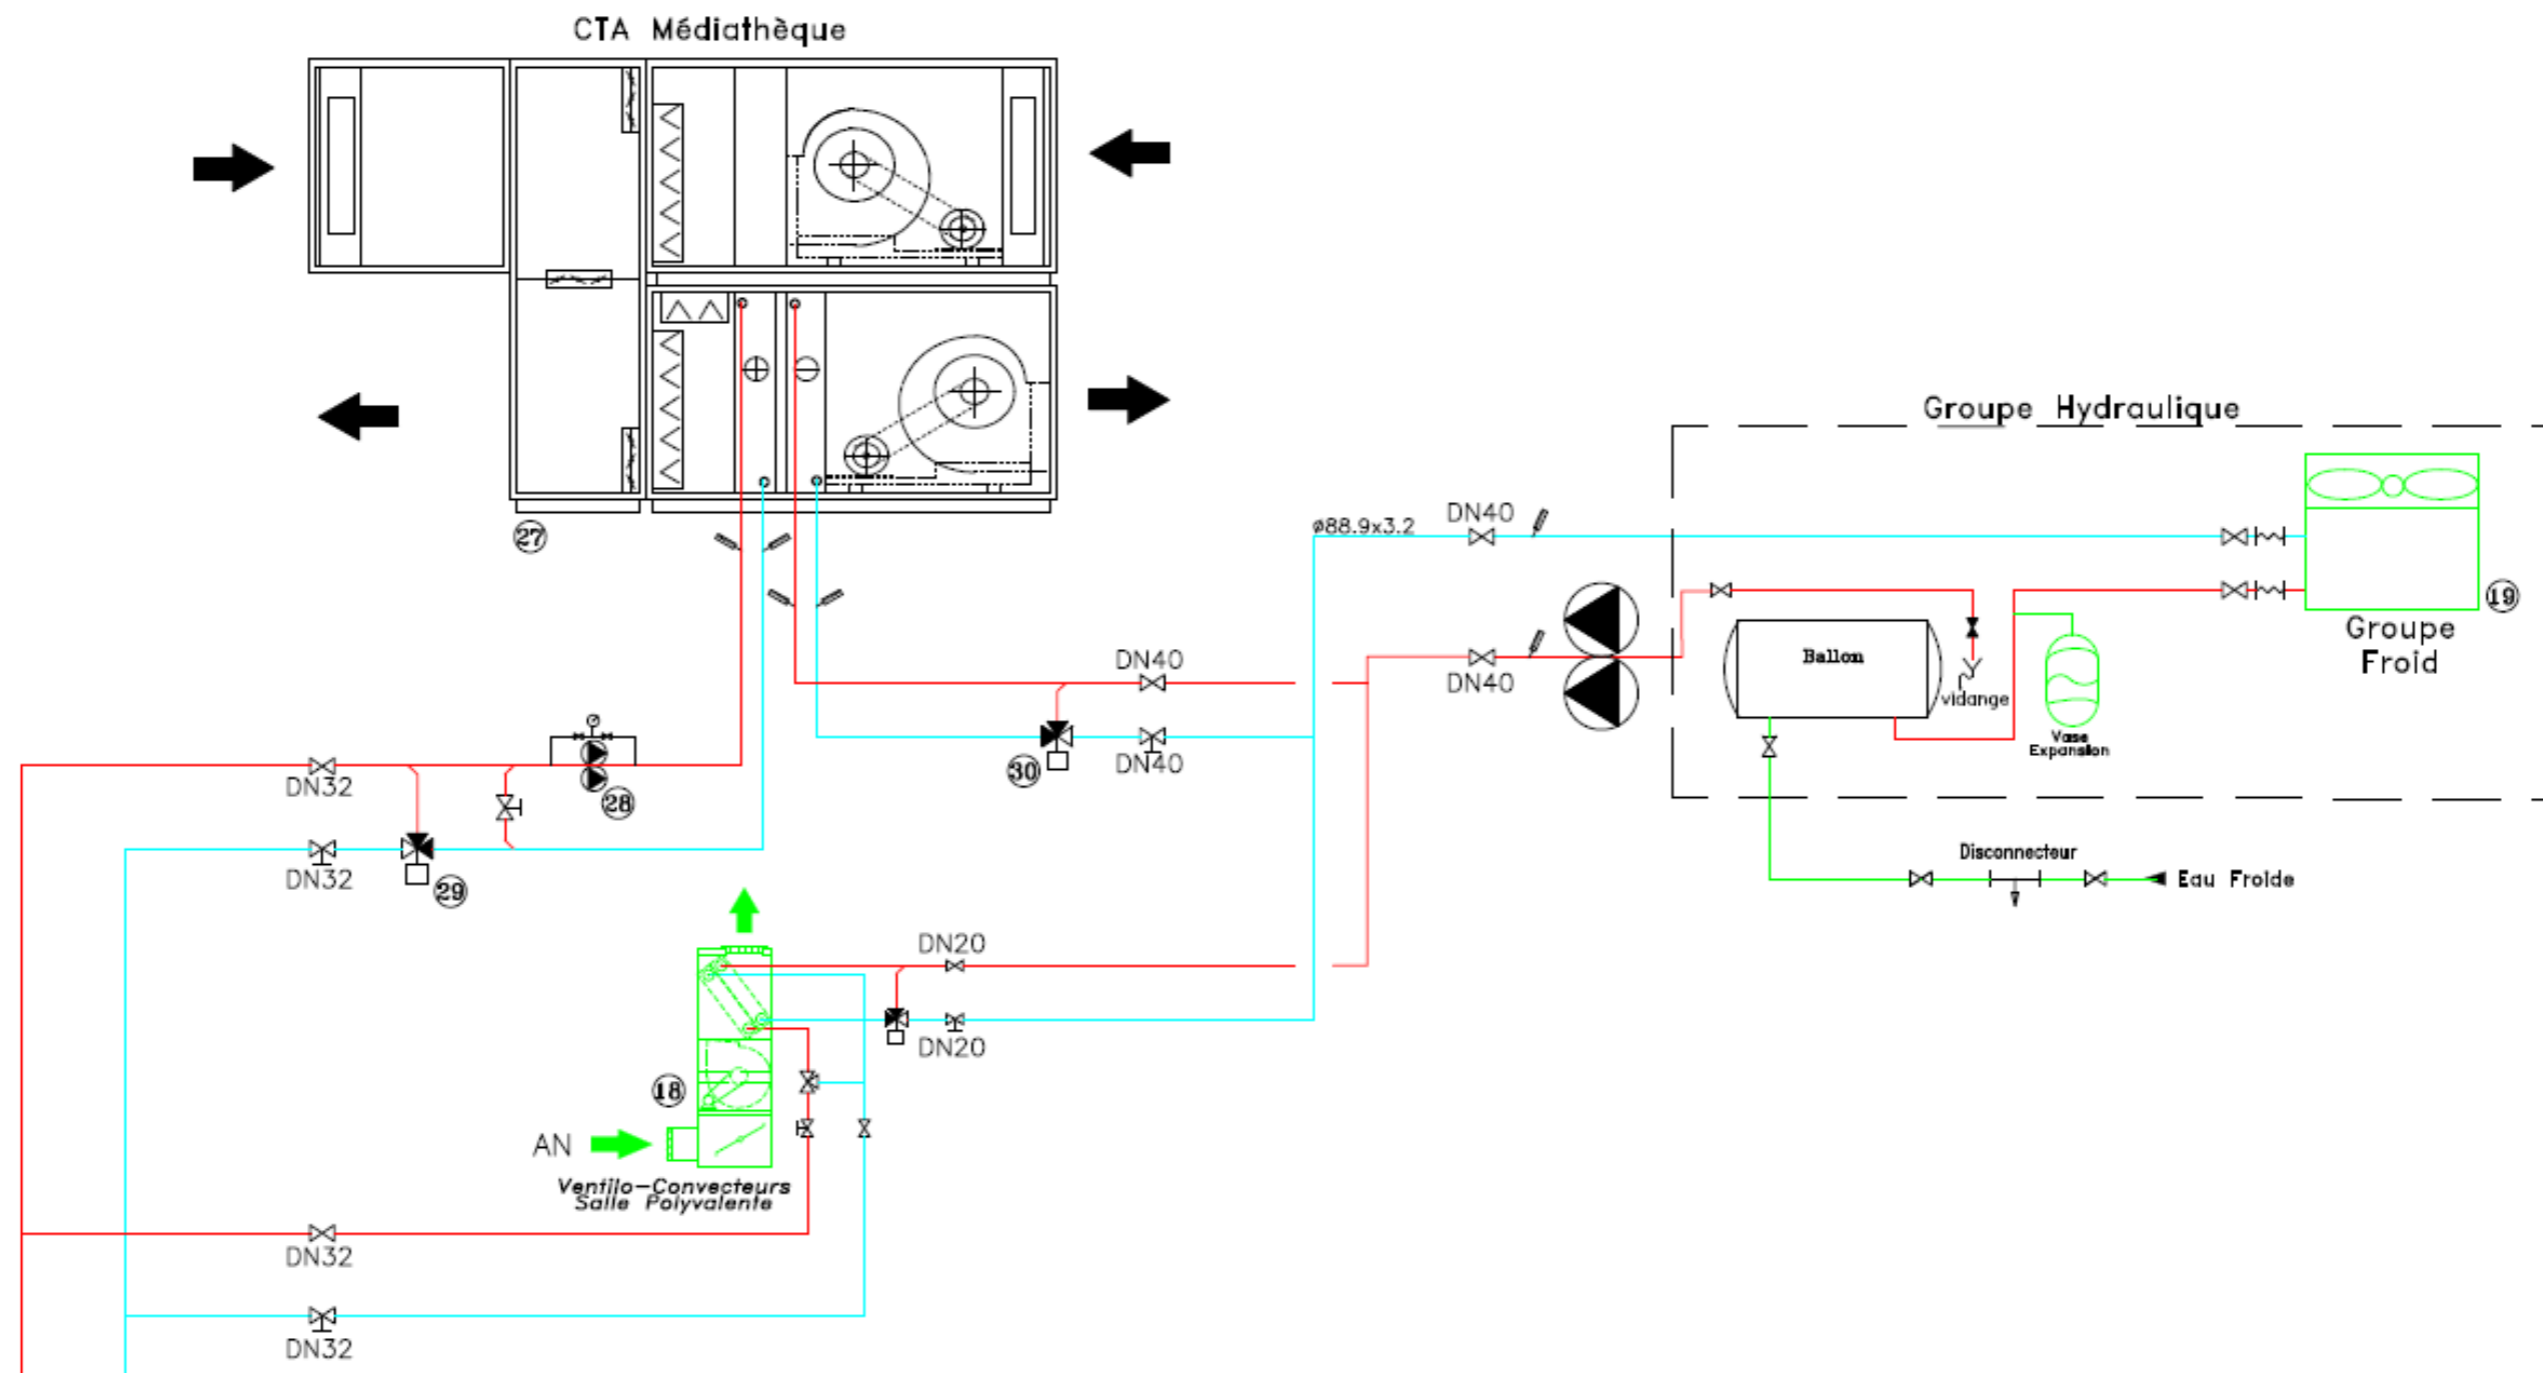 CTA Médiathèque
Groupe Hydraulique
DN40
ø88.9x3.2
27
19
Groupe
Froid
DN40
DN40
Ballon
vidange
Vase
Expansion
DN32
28
30
DN40
DN32
29
Disconnecteur
Eau Froide
DN20
DN20
18
AN
Ventilo-Convecteurs
Salle Polyvalente
DN32
DN32